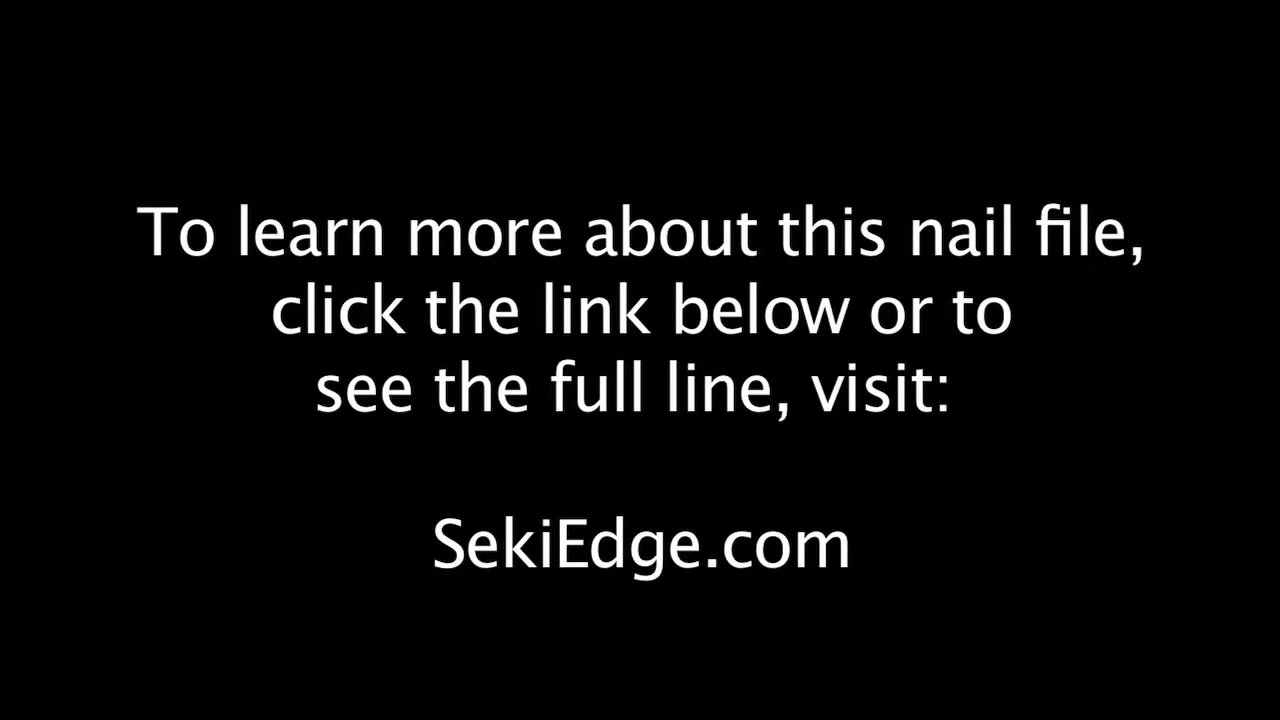 To learn more about this nail file,
click the link below or to
see the full line, visit:
SekiEdge.com